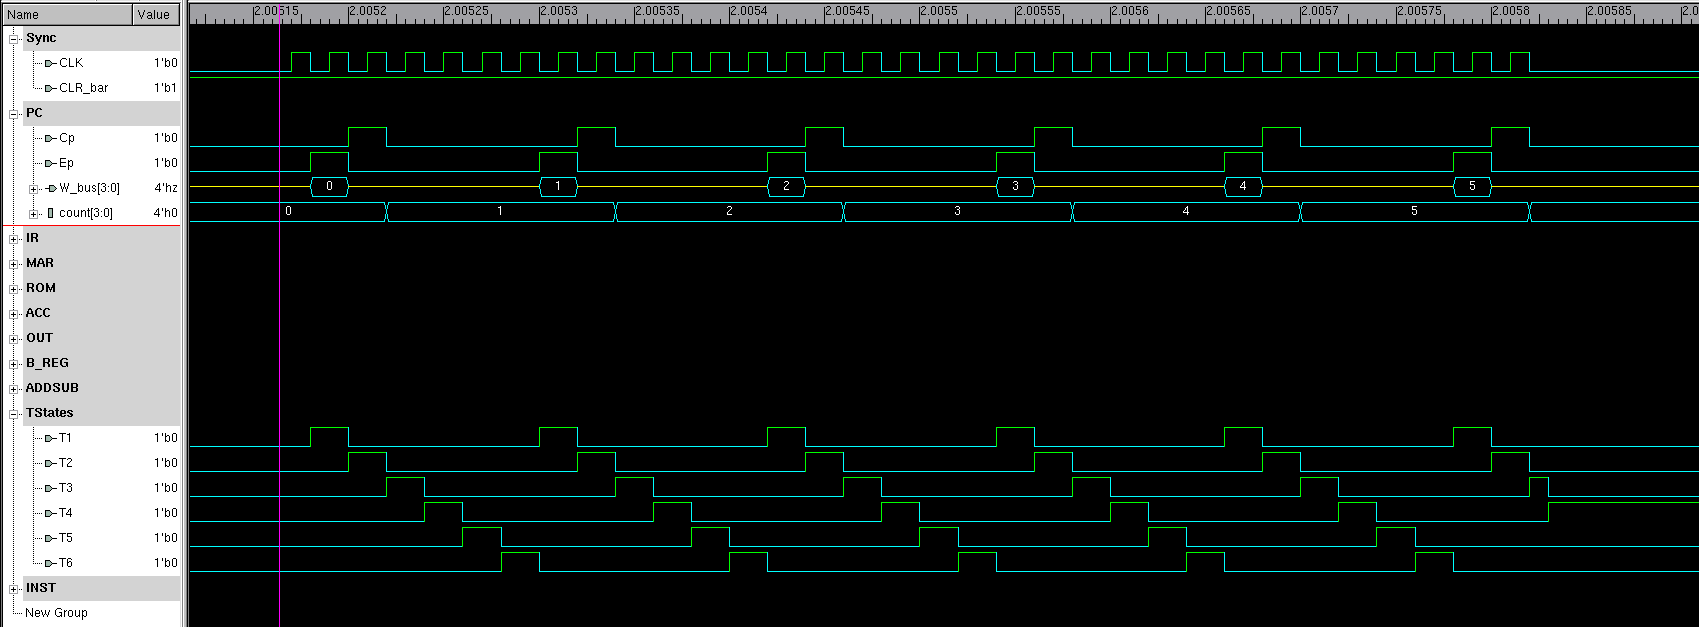 Name Value 2.00515 2.0052 2.00525 2.0053 2.00535 2.0054 2.00545 2.0055 2.00555 2.0056 2.00565 2.0057 2.00575 2.0058 2.00585 2.0
Sync
CLK 1'b0
CLR_bar 1'b1
PC
Cp 1'b0
Ep 1'b0
W_bus[3:0] 4'hz 0 1 2 3 4 5
count[3:0] 4'h0 0 1 2 3 4 5
IR
MAR
ROM
ACC
OUT
B_REG
ADDSUB
TStates
T1 1'b0
T2 1'b0
T3 1'b0
T4 1'b0
T5 1'b0
T6 1'b0
INST
New Group